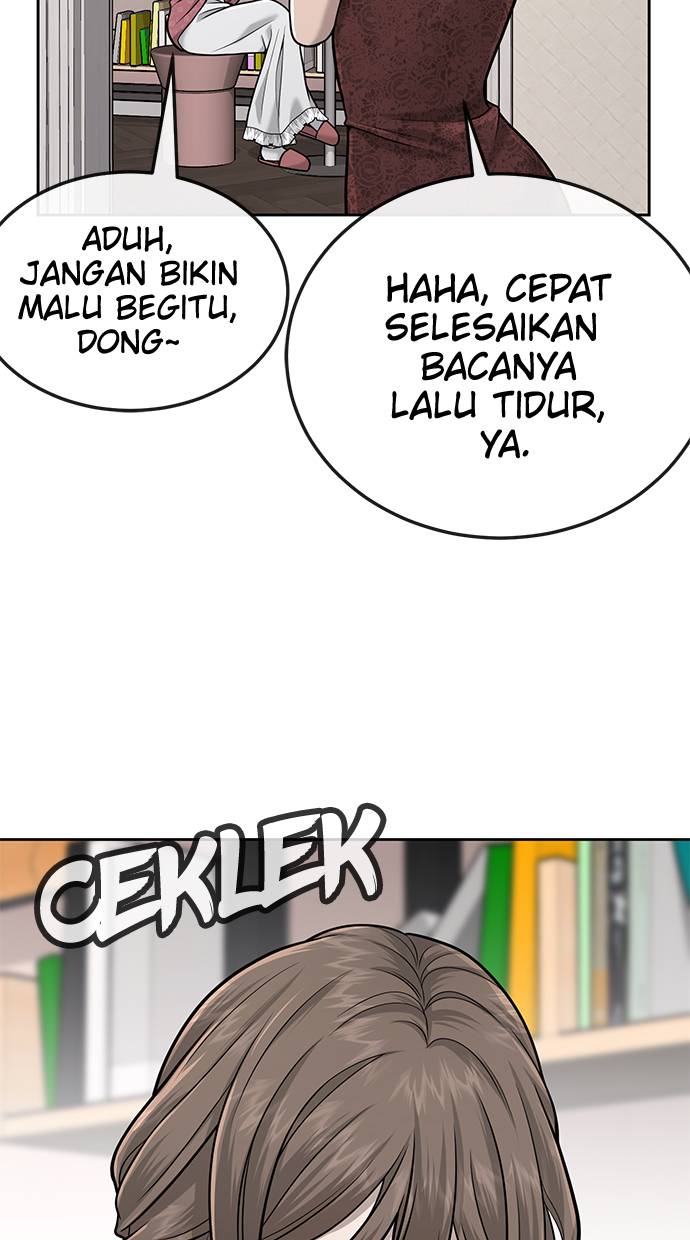 ADUH,
JANGAN BIKIN
MALU BEGITU,
DONG~
HAHA, CEPAT
SELESAIKAN
BACANYA
LALU TIDUR,
YA.
CEKLEK